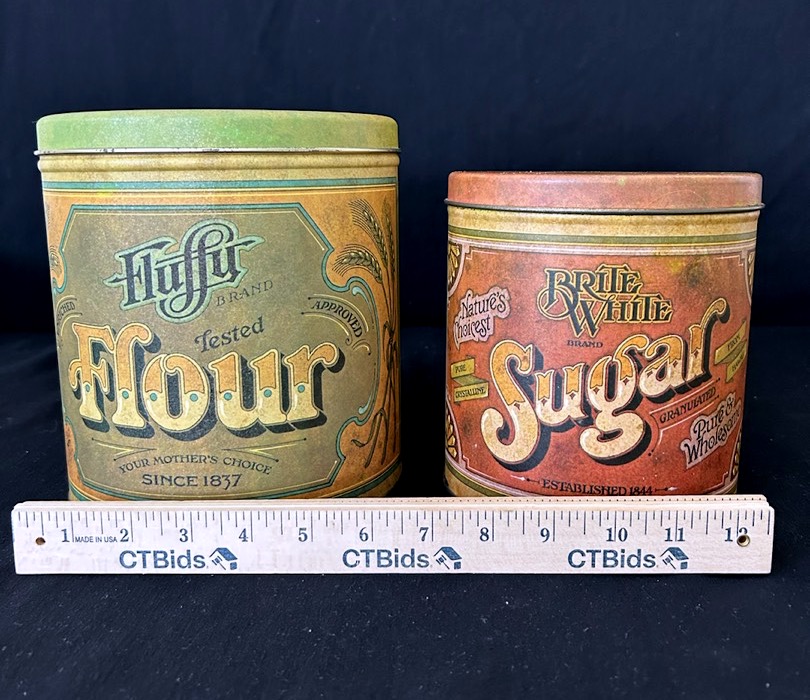 Fluffy
BRAND
Tested
APPROVED
Flour
YOUR MOTHER'S CHOICE
SINCE 1837
BRITE
WHITE
BRAND
Nature's
Choicest
PURE
CRYSTALLINE
Sugar
GRANULATED
Pure &
Wholesome
ESTABLISHED 1844
1 2 3 4 5 6 7 8 9 10 11 12
MADE IN USA
CTBids CTBids CTBids